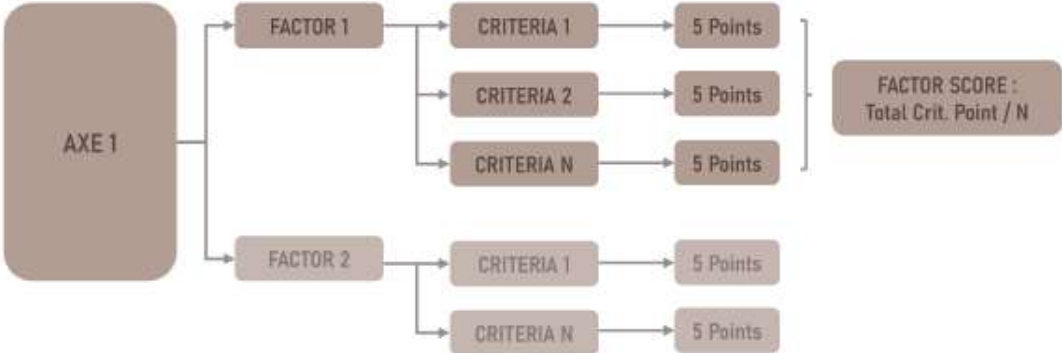 AXE 1
FACTOR 1
CRITERIA 1
5 Points
CRITERIA 2
5 Points
CRITERIA N
5 Points
FACTOR SCORE :
Total Crit. Point / N
FACTOR 2
CRITERIA 1
5 Points
CRITERIA N
5 Points